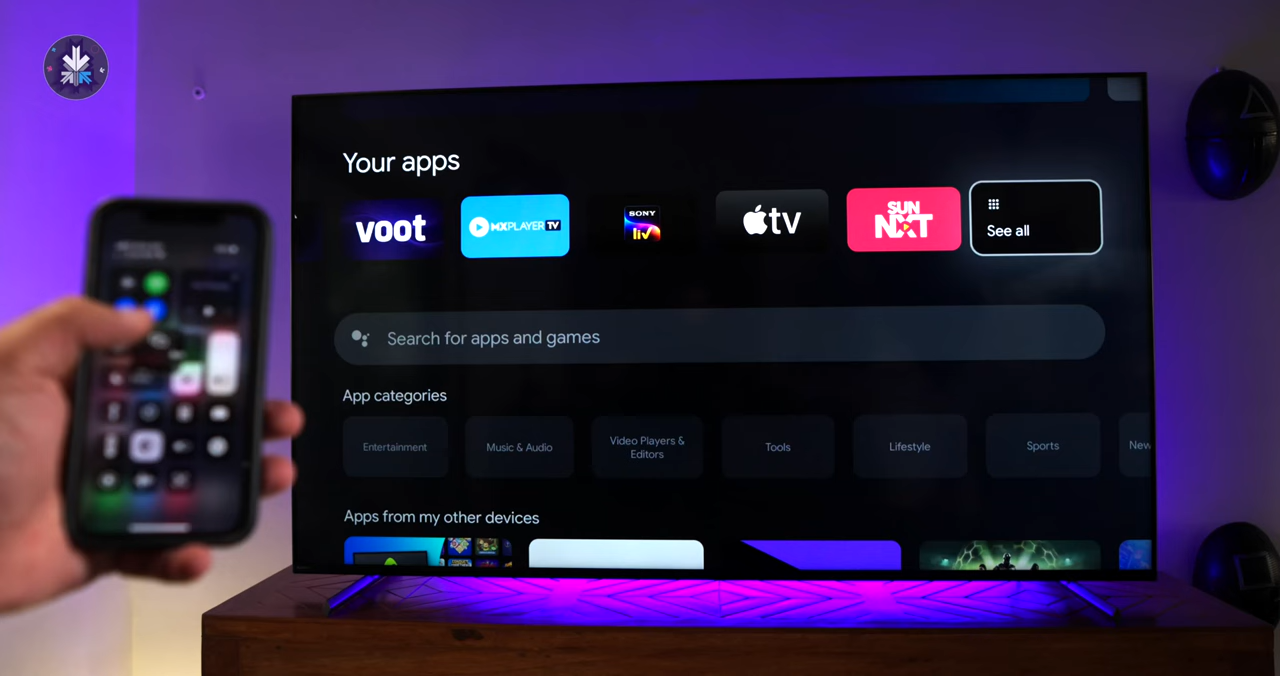 Your apps
voot
MXPLAYER TV
SONY
liv
tv
SUN
NXT
See all
Search for apps and games
App categories
Entertainment
Music & Audio
Video Players &
Editors
Tools
Lifestyle
Sports
New
Apps from my other devices